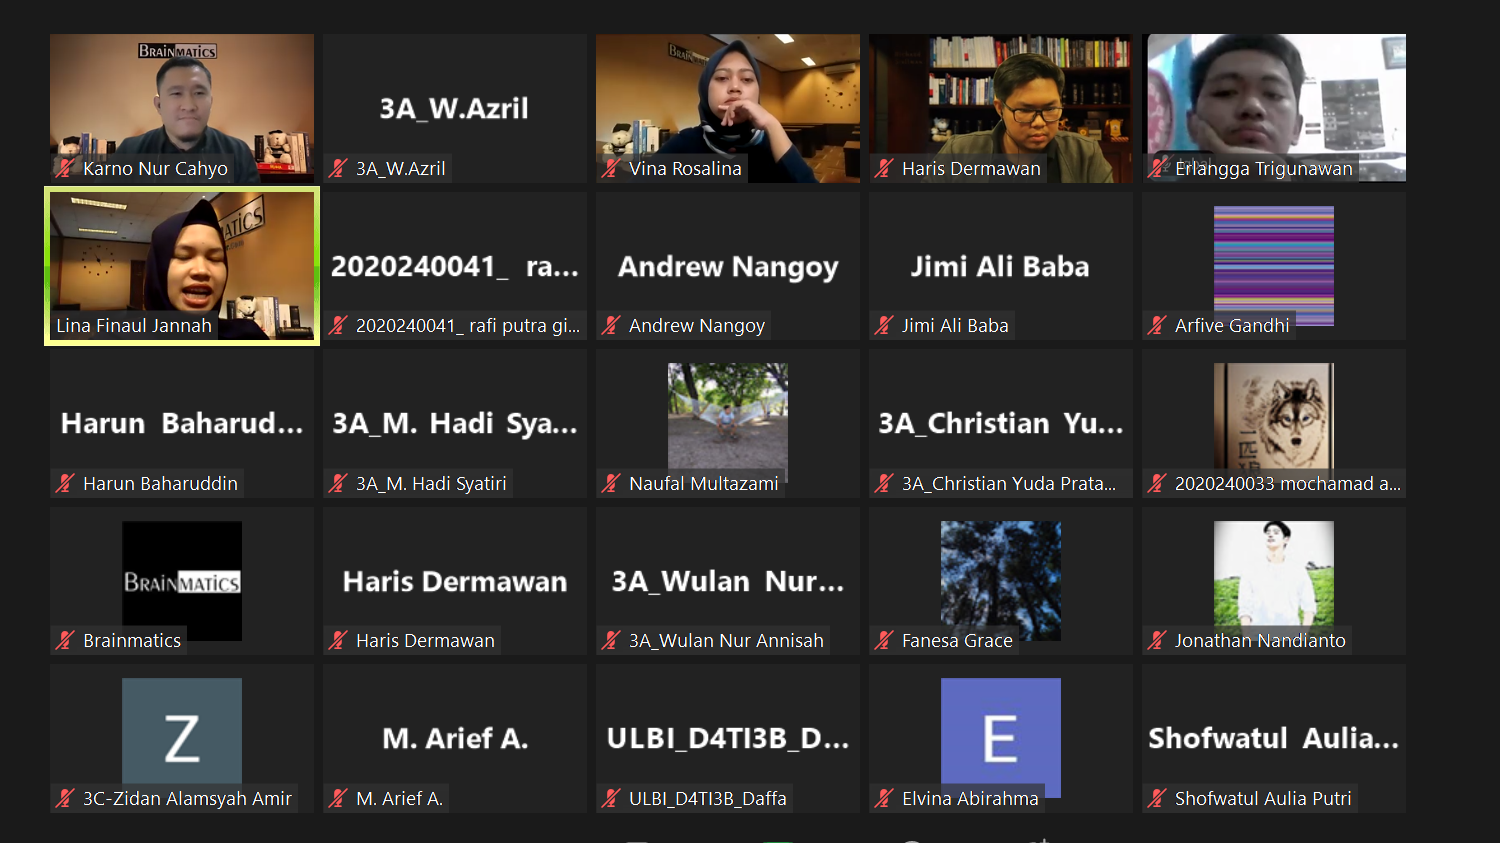 BRAINMATICS
Karno Nur Cahyo
3A_W.Azril
3A_W.Azril
Vina Rosalina
Haris Dermawan
Erlangga Trigunawan
MATICS
Lina Finaul Jannah
2020240041_ ra...
2020240041_ rafi putra gi...
Andrew Nangoy
Andrew Nangoy
Jimi Ali Baba
Jimi Ali Baba
Arfive Gandhi
Harun Baharud...
Harun Baharuddin
3A_M. Hadi Sya...
3A_M. Hadi Syatiri
Naufal Multazami
3A_Christian Yu...
3A_Christian Yuda Prata...
2020240033 mochamad a...
BRAINMATICS
Brainmatics
Haris Dermawan
Haris Dermawan
3A_Wulan Nur...
3A_Wulan Nur Annisah
Fanesa Grace
Jonathan Nandianto
Z
3C-Zidan Alamsyah Amir
M. Arief A.
M. Arief A.
ULBI_D4TI3B_D...
ULBI_D4TI3B_Daffa
E
Elvina Abirahma
Shofwatul Aulia...
Shofwatul Aulia Putri